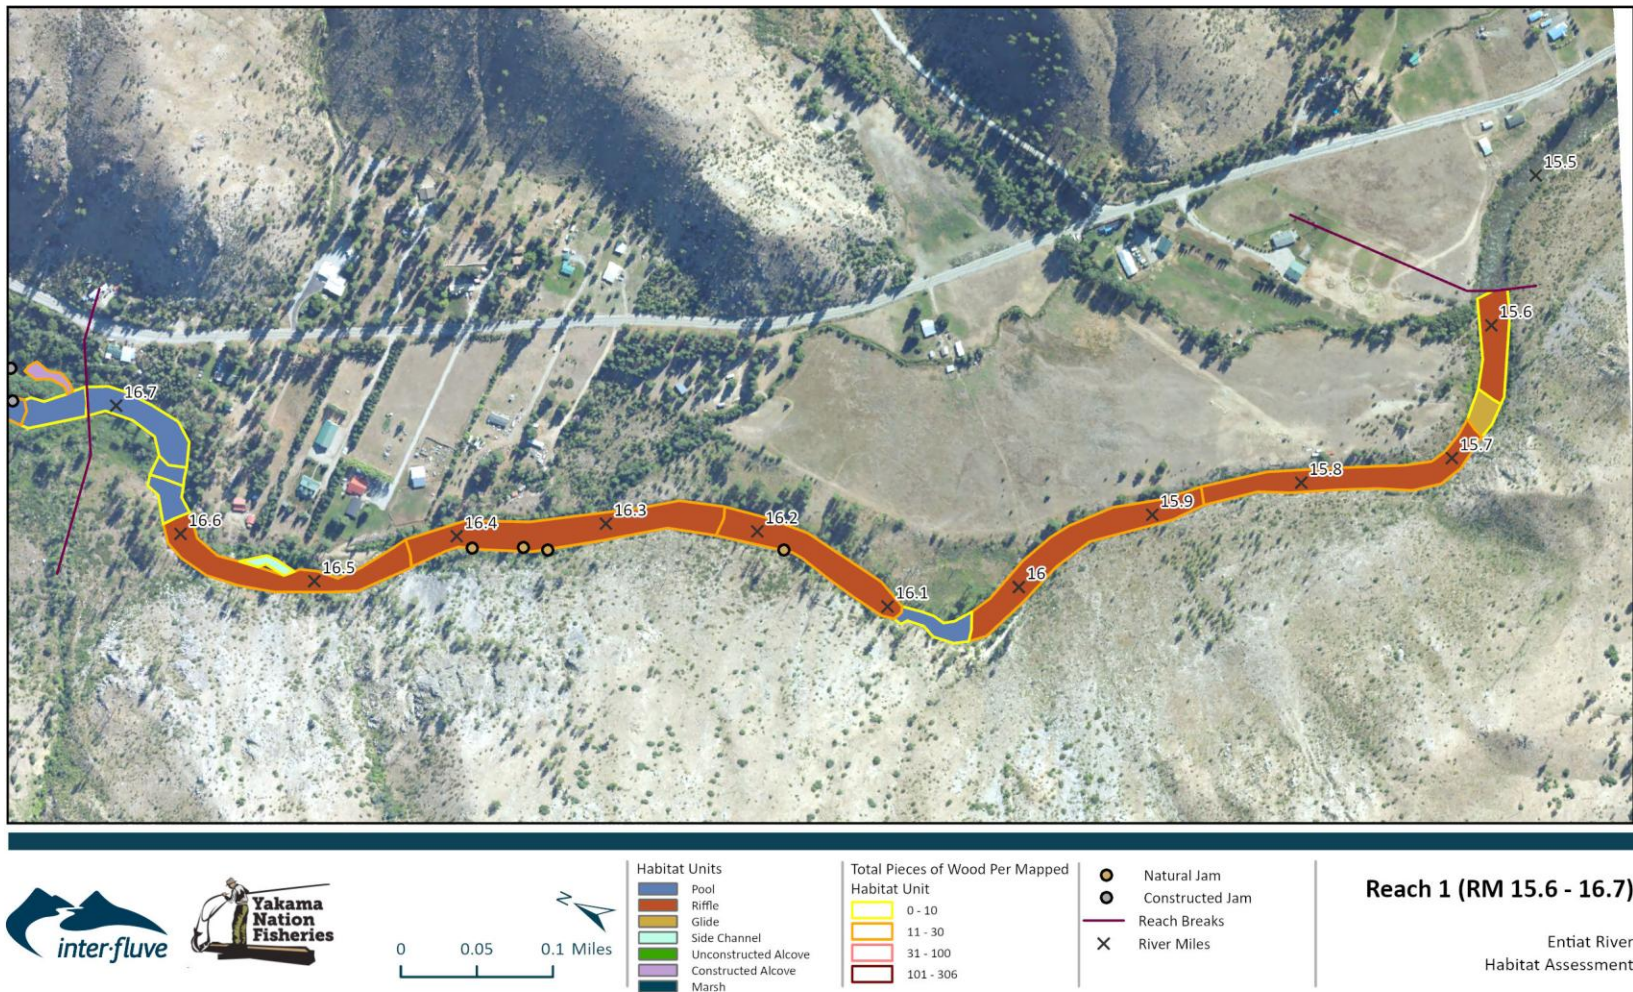 15.5
15.6
16.7
15.7
15.8
15.9
16.3
16.4
16.2
16.6
16.5
16
16.1
inter-fluve
Yakama
Nation
Fisheries
N
0 0.05 0.1 Miles
Habitat Units
Pool
Riffle
Glide
Side Channel
Unconstructed Alcove
Constructed Alcove
Marsh
Total Pieces of Wood Per Mapped
Habitat Unit
0 - 10
11 - 30
31 - 100
101 - 306
Natural Jam
Constructed Jam
Reach Breaks
River Miles
Reach 1 (RM 15.6 - 16.7)
Entiat River
Habitat Assessment